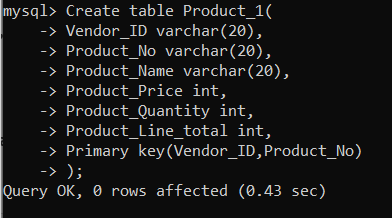 mysql> Create table Product_1(
    -> Vendor_ID varchar(20),
    -> Product_No varchar(20),
    -> Product_Name varchar(20),
    -> Product_Price int,
    -> Product_Quantity int,
    -> Product_Line_total int,
    -> Primary key(Vendor_ID,Product_No)
    -> );
Query OK, 0 rows affected (0.43 sec)